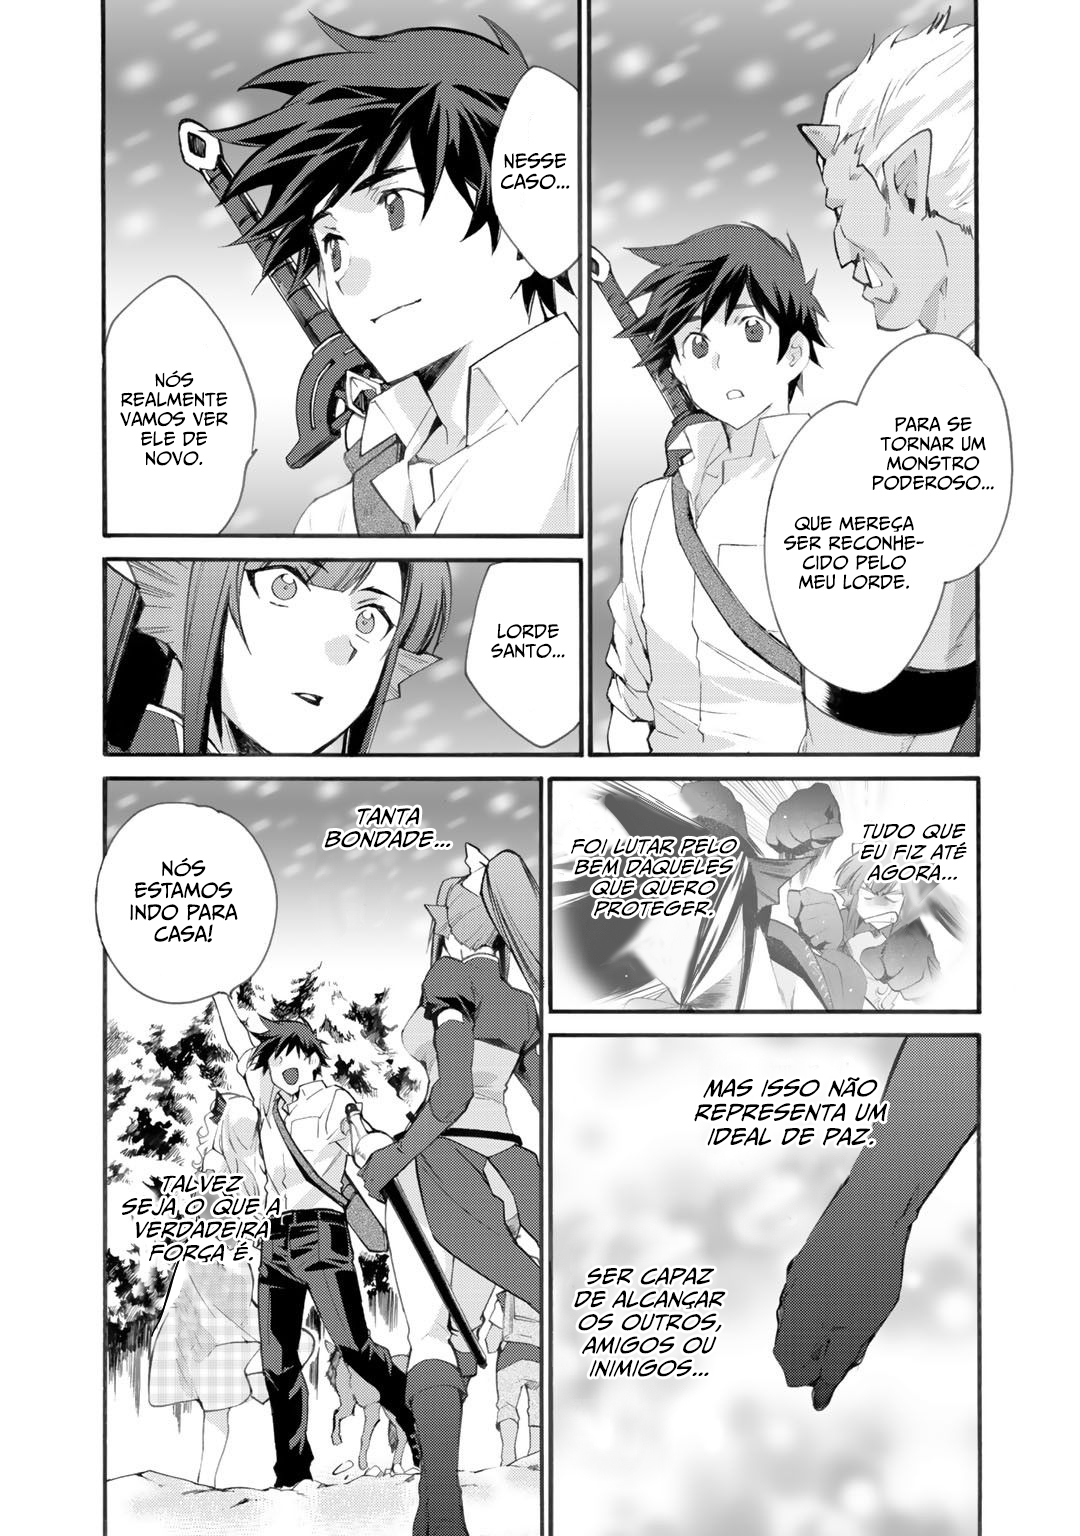 PARA SE
TORNAR UM
MONSTRO
PODEROSO...
QUE MEREÇA
SER RECONHE-
CIDO PELO
MEU LORDE.
NESSE
CASO...
NÓS
REALMENTE
VAMOS VER
ELE DE
NOVO.
LORDE
SANTO...
TUDO QUE
EU FIZ ATÉ
AGORA...
FOI LUTAR PELO
BEM DAQUELES
QUE QUERO
PROTEGER.
MAS ISSO NÃO
REPRESENTA UM
IDEAL DE PAZ.
SER CAPAZ
DE ALCANÇAR
OS OUTROS,
AMIGOS OU
INIMIGOS...
TANTA
BONDADE...
NÓS
ESTAMOS
INDO PARA
CASA!
TALVEZ
SEJA O QUE A
VERDADEIRA
FORÇA É.